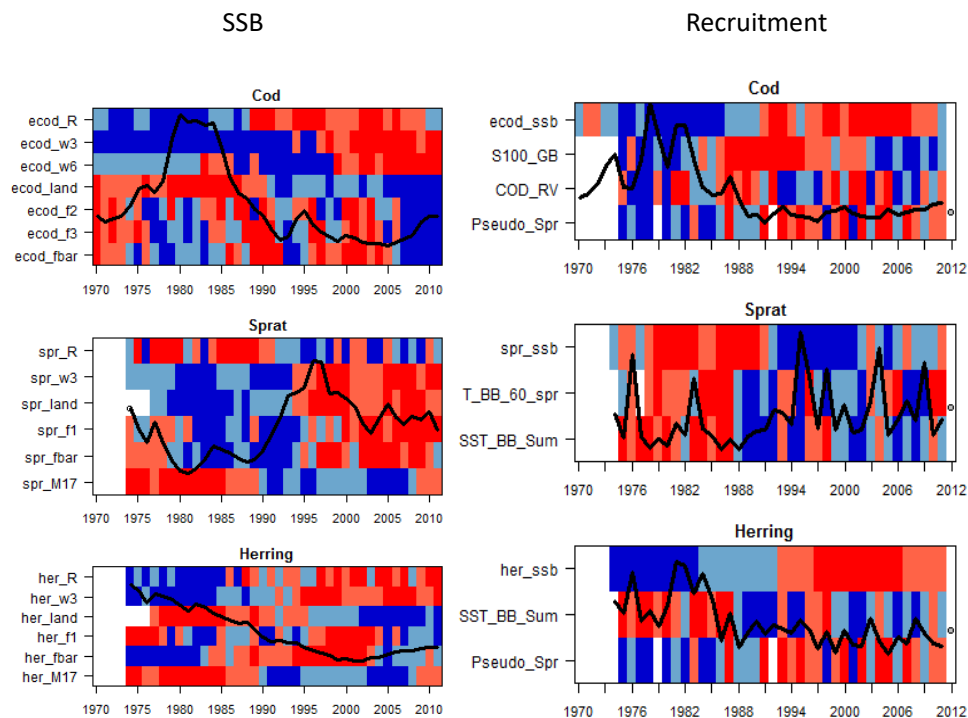 SSB
Recruitment
Cod
ecod_R
ecod_w3
ecod_w6
ecod_land
ecod_f2
ecod_f3
ecod_fbar
1970 1975 1980 1985 1990 1995 2000 2005 2010
Cod
ecod_ssb
S100_GB
COD_RV
Pseudo_Spr
1970 1976 1982 1988 1994 2000 2006 2012
Sprat
spr_R
spr_w3
spr_land
spr_f1
spr_fbar
spr_M17
1970 1975 1980 1985 1990 1995 2000 2005 2010
Sprat
spr_ssb
T_BB_60_spr
SST_BB_Sum
1970 1976 1982 1988 1994 2000 2006 2012
Herring
her_R
her_w3
her_land
her_f1
her_fbar
her_M17
1970 1975 1980 1985 1990 1995 2000 2005 2010
Herring
her_ssb
SST_BB_Sum
Pseudo_Spr
1970 1976 1982 1988 1994 2000 2006 2012